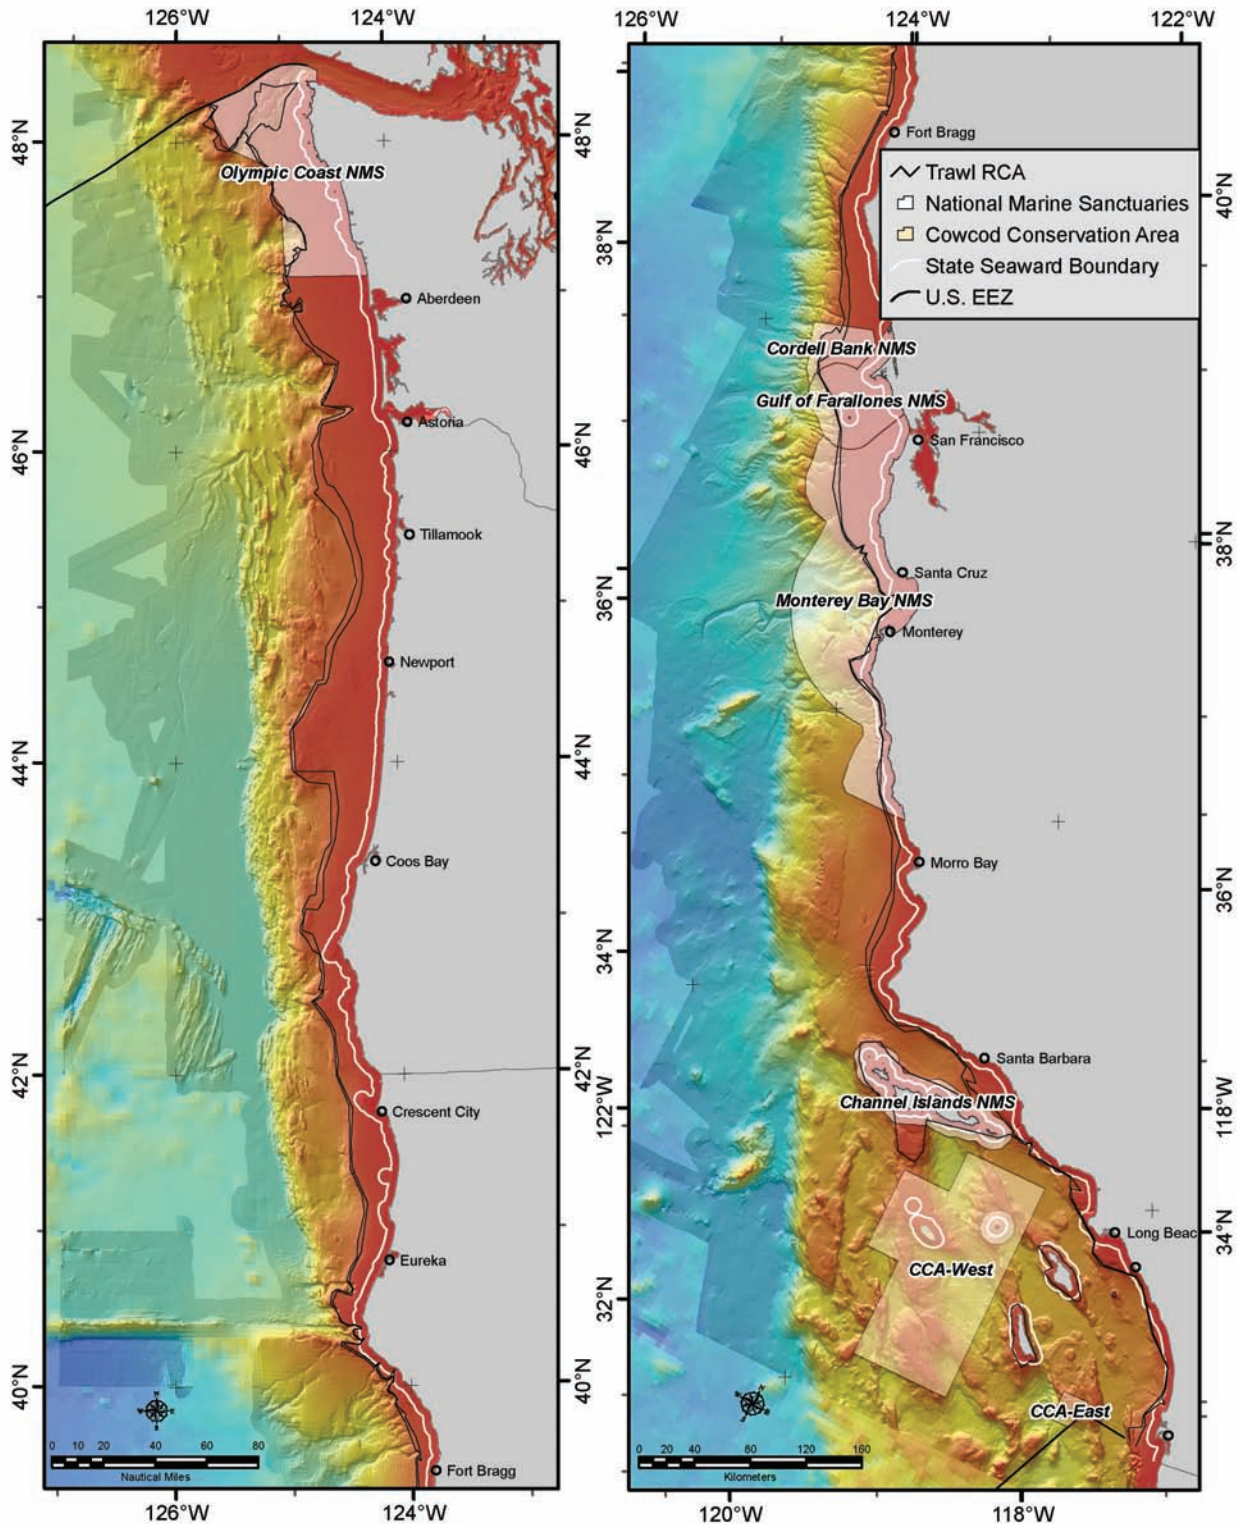 126°W
124°W
126°W
124°W
122°W
48°N
48°N
38°N
40°N
Olympic Coast NMS
Aberdeen
Astoria
46°N
46°N
Tillamook
Newport
44°N
44°N
Coos Bay
42°N
42°N
Crescent City
Eureka
40°N
40°N
Fort Bragg
0 10 20 40 60 80
Nautical Miles
126°W
124°W
Fort Bragg
Trawl RCA
National Marine Sanctuaries
Cowcod Conservation Area
State Seaward Boundary
U.S. EEZ
Cordell Bank NMS
Gulf of Farallones NMS
San Francisco
38°N
36°N
Santa Cruz
Monterey Bay NMS
Monterey
Morro Bay
36°N
34°N
Santa Barbara
Channel Islands NMS
122°W
118°W
Long Beac
34°N
CCA-West
32°N
CCA-East
0 20 40 80 120 160
Kilometers
120°W
118°W